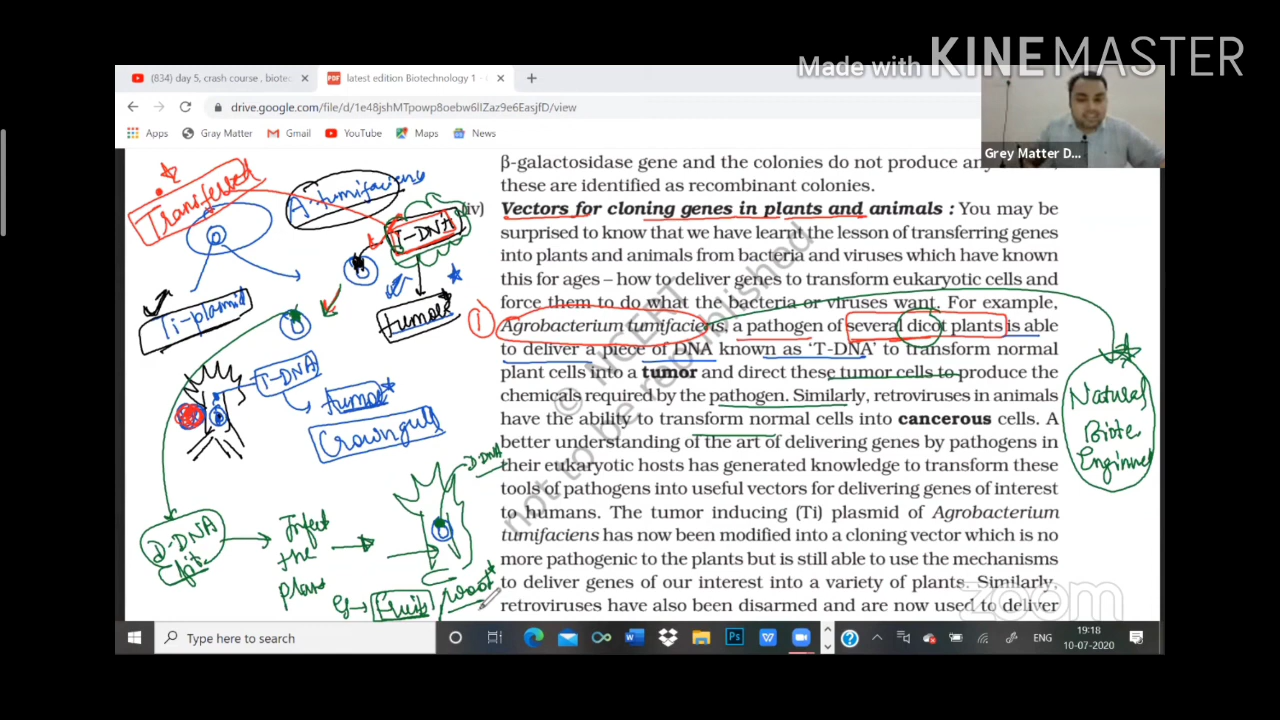 Made with KINEMASTER
(834) day 5, crash course , biotec
latest edition Biotechnology 1 -
drive.google.com/file/d/1e48jshMTpowp8oebw6lIZaz9e6EasjfD/view
Apps Gray Matter Gmail YouTube Maps News
Grey Matter D...
β-galactosidase gene and the colonies do not produce
these are identified as recombinant colonies.
Vectors for cloning genes in plants and animals : You may be
surprised to know that we have learnt the lesson of transferring genes
into plants and animals from bacteria and viruses which have known
this for ages – how to deliver genes to transform eukaryotic cells and
force them to do what the bacteria or viruses want. For example,
Agrobacterium tumifaciens, a pathogen of several dicot plants is able
to deliver a piece of DNA known as 'T-DNA' to transform normal
plant cells into a tumor and direct these tumor cells to produce the
chemicals required by the pathogen. Similarly, retroviruses in animals
have the ability to transform normal cells into cancerous cells. A
better understanding of the art of delivering genes by pathogens in
their eukaryotic hosts has generated knowledge to transform these
tools of pathogens into useful vectors for delivering genes of interest
to humans. The tumor inducing (Ti) plasmid of Agrobacterium
tumifaciens has now been modified into a cloning vector which is no
more pathogenic to the plants but is still able to use the mechanisms
to deliver genes of our interest into a variety of plants. Similarly,
retroviruses have also been disarmed and are now used to deliver
© NCERT
not to be republished
Transferred
A-tumifaciens
T-DNA
Ti-plasmid
tumor
T-DNA
tumor
Crowngull
D-DNA
D-DNA
Infect
the
plant
Fruit
root
1
Natural
Biotec
Enginner
zoom
Type here to search
ENG
19:18
10-07-2020